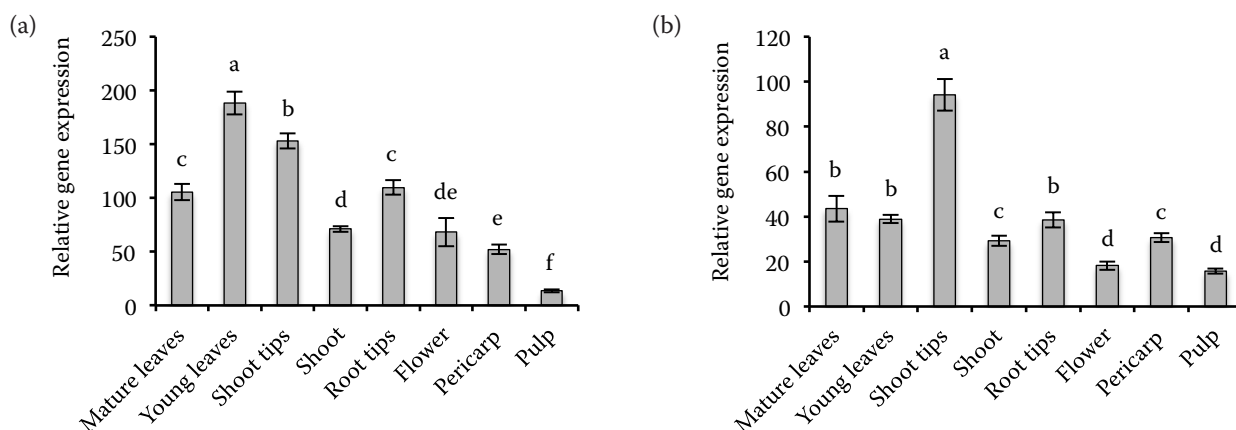 (a)
Relative gene expression
250
200
150
100
50
0
c
a
b
d
c
de
e
f
Mature leaves
Young leaves
Shoot tips
Shoot
Root tips
Flower
Pericarp
Pulp
(b)
Relative gene expression
120
100
80
60
40
20
0
b
b
a
c
b
d
c
d
Mature leaves
Young leaves
Shoot tips
Shoot
Root tips
Flower
Pericarp
Pulp